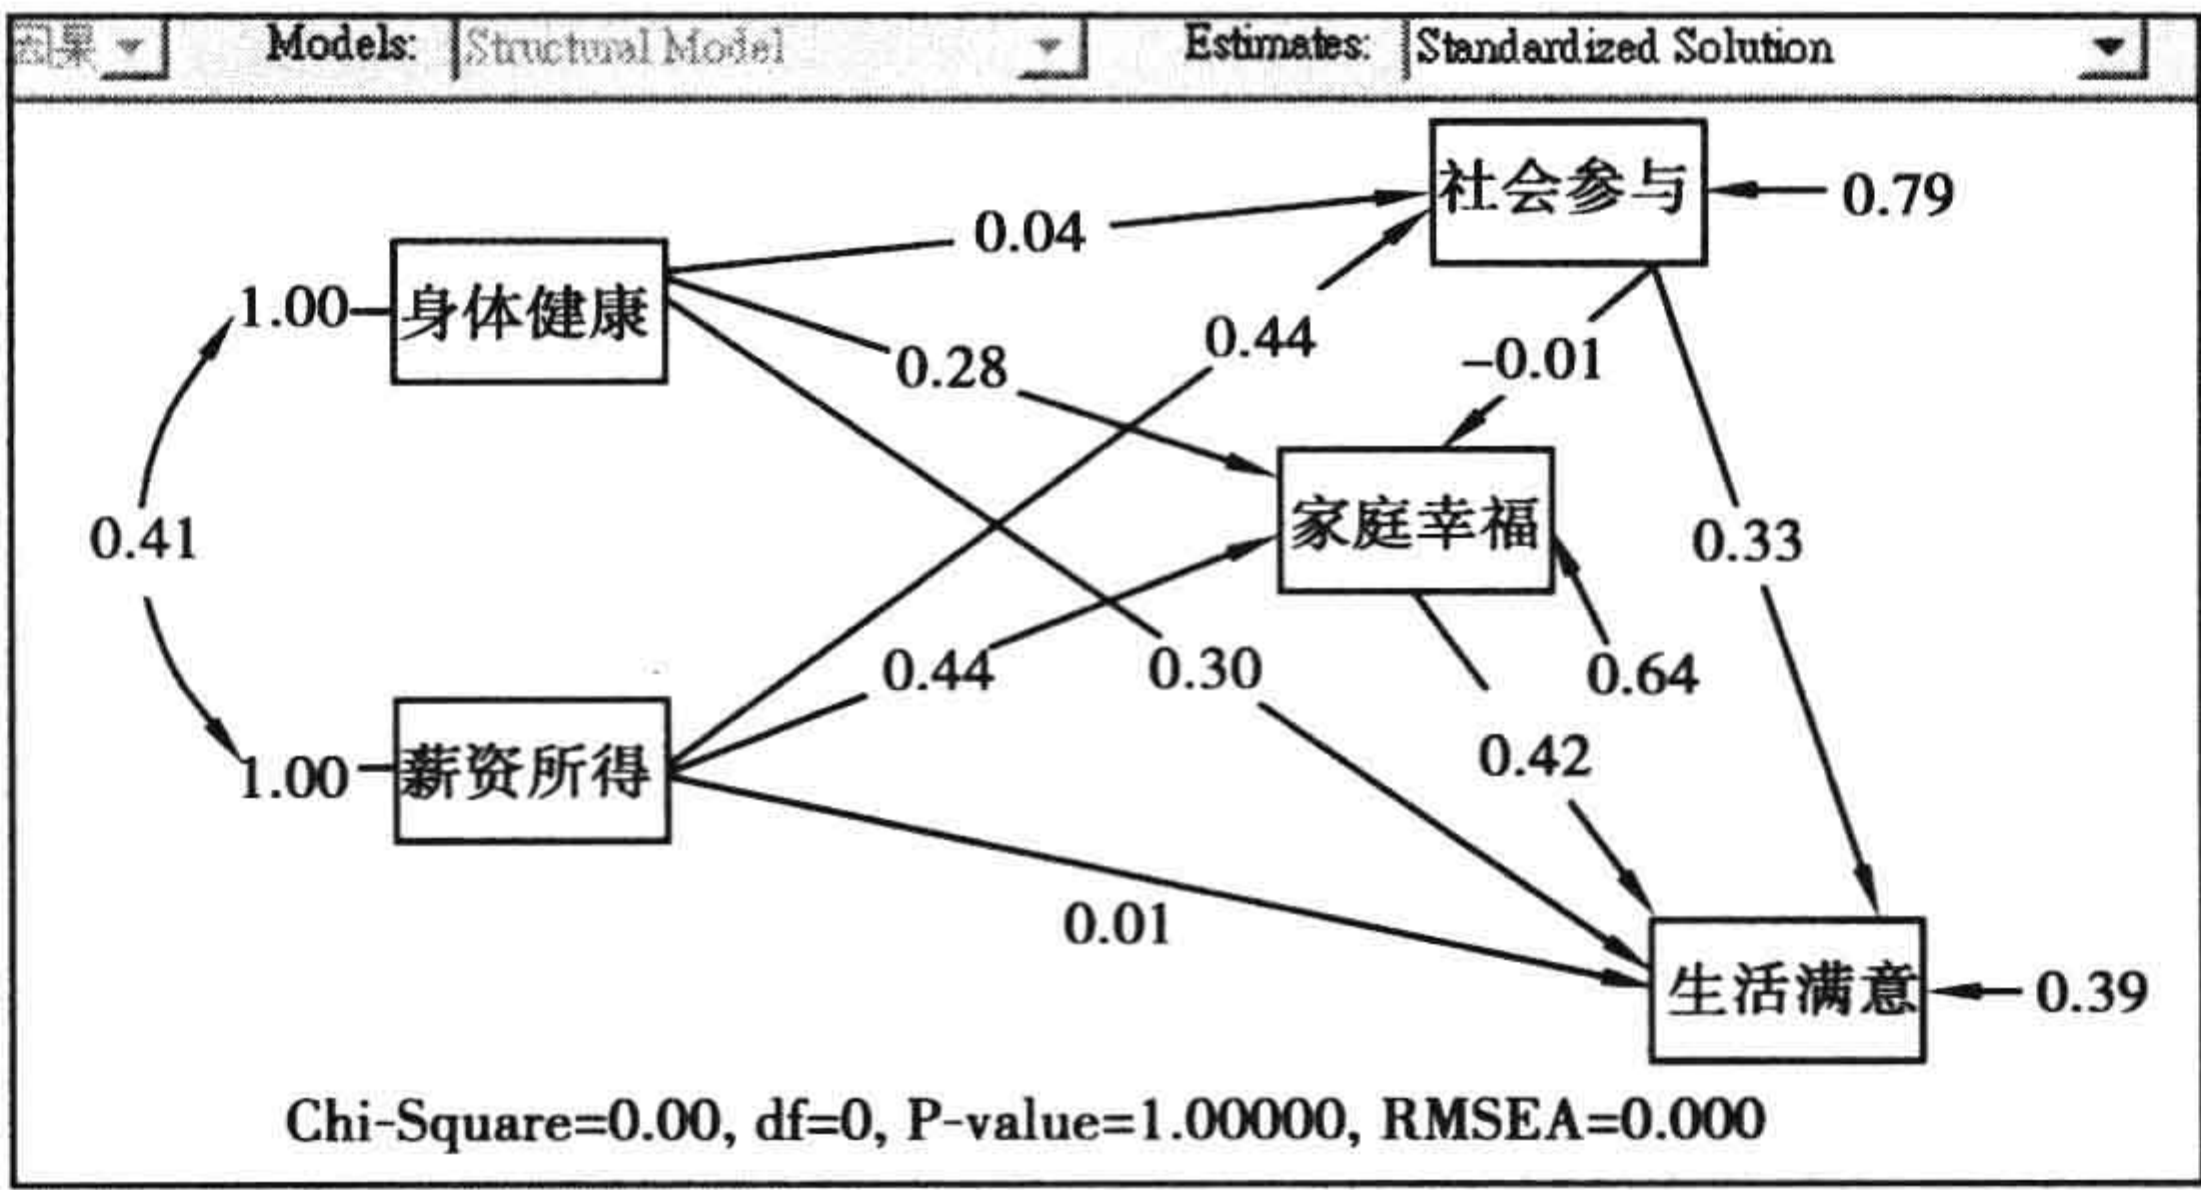 因果 Models: Structural Model Estimates: Standardized Solution
社会参与 0.79
0.04
1.00 身体健康
0.44
0.28
-0.01
0.41
家庭幸福
0.33
0.44 0.30 0.64
0.42
1.00 薪资所得
0.01
生活满意 0.39
Chi-Square=0.00, df=0, P-value=1.00000, RMSEA=0.000